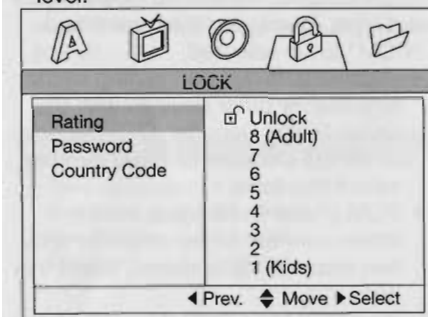 level.
A
LOCK
Rating
Password
Country Code
Unlock
8 (Adult)
7
6
5
4
3
2
1 (Kids)
◀ Prev. ◆ Move ▶ Select